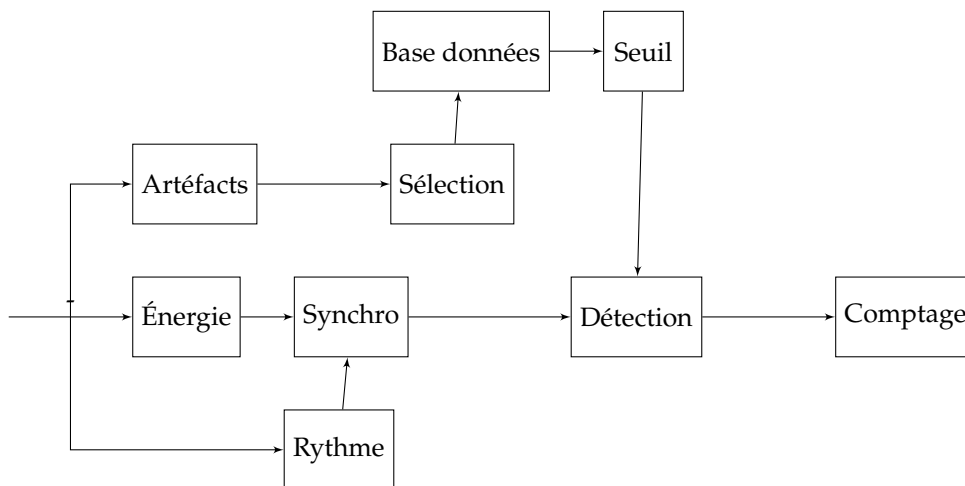 Base données
Seuil
Artéfacts
Sélection
Énergie
Synchro
Détection
Comptage
Rythme